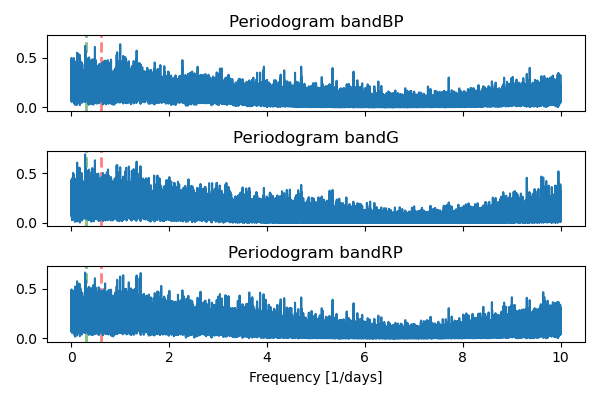 Periodogram bandBP
0.5
0.0
Periodogram bandG
0.5
0.0
Periodogram bandRP
0.5
0.0
0 2 4 6 8 10
Frequency [1/days]